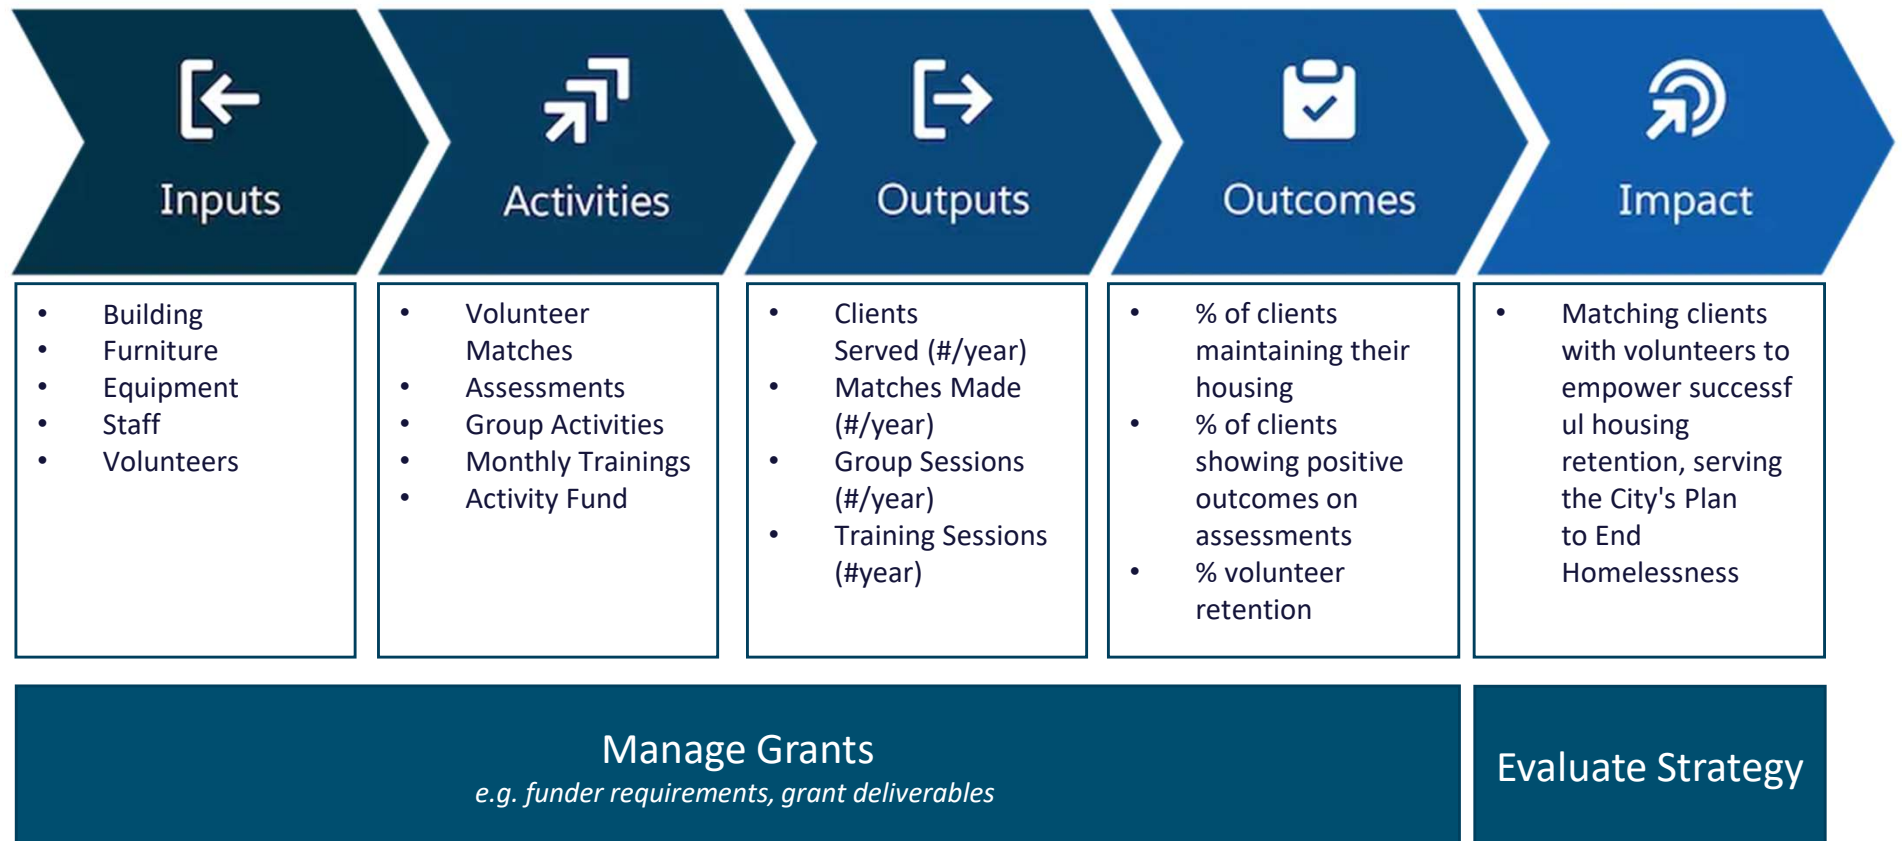 Inputs
Activities
Outputs
Outcomes
Impact
• Building
• Furniture
• Equipment
• Staff
• Volunteers
• Volunteer
Matches
• Assessments
• Group Activities
• Monthly Trainings
• Activity Fund
• Clients
Served (#/year)
• Matches Made
(#/year)
• Group Sessions
(#/year)
• Training Sessions
(#year)
• % of clients
maintaining their
housing
• % of clients
showing positive
outcomes on
assessments
• % volunteer
retention
• Matching clients
with volunteers to
empower successf
ul housing
retention, serving
the City's Plan
to End
Homelessness
Manage Grants
e.g. funder requirements, grant deliverables
Evaluate Strategy